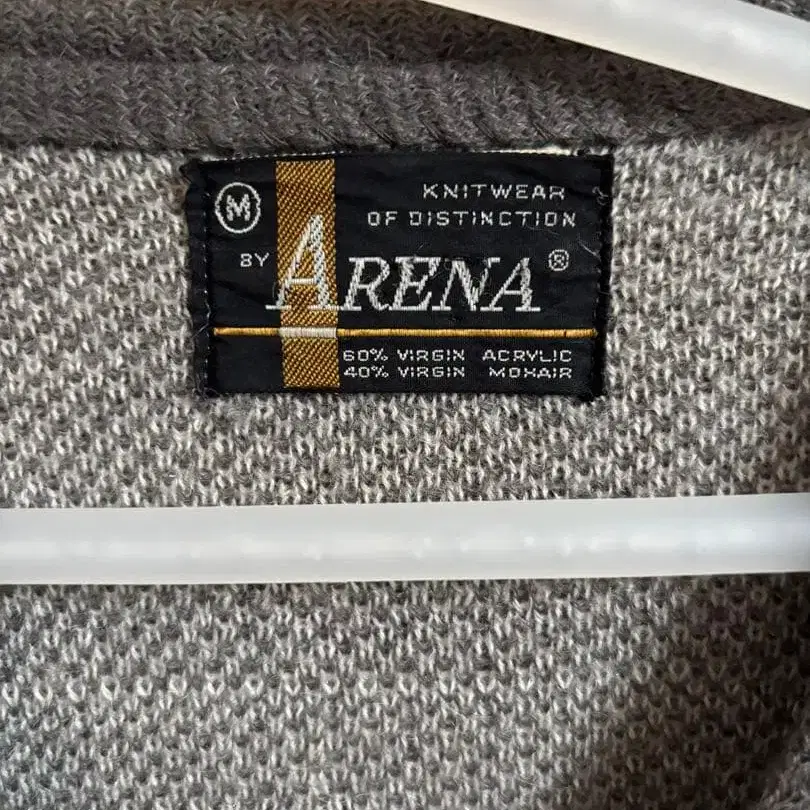 M
KNITWEAR
OF DISTINCTION
BY ARENA®
60% VIRGIN ACRYLIC
40% VIRGIN MOHAIR